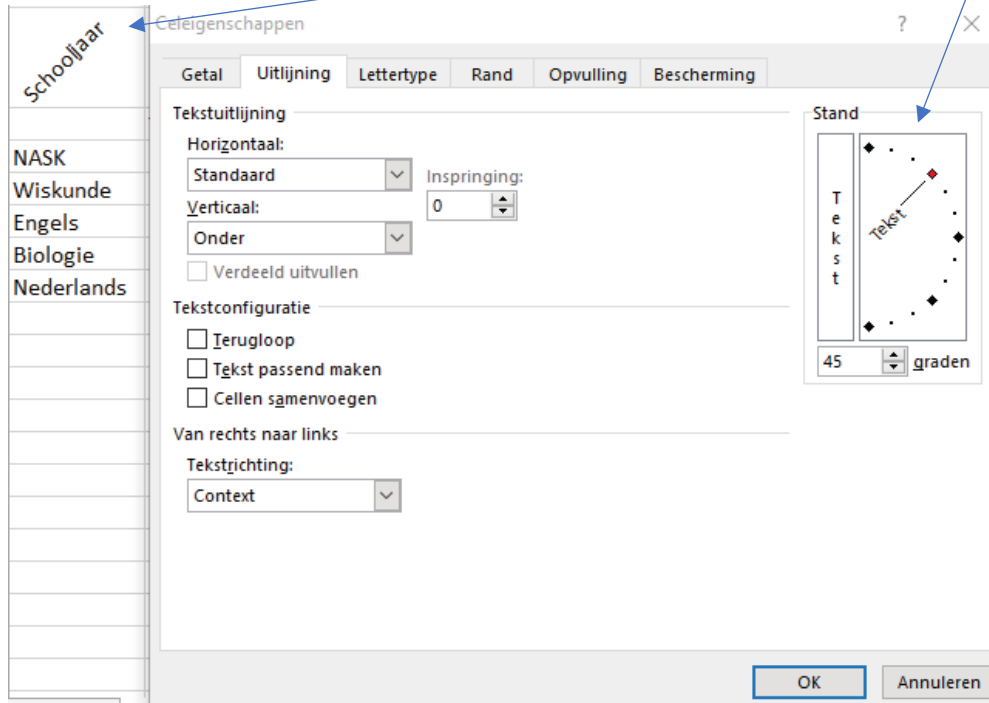 Schooljaar
NASK
Wiskunde
Engels
Biologie
Nederlands
Celeigenschappen
?
Getal Uitlijning Lettertype Rand Opvulling Bescherming
Tekstuitlijning
Horizontaal:
Standaard
Inspringing:
0
Verticaal:
Onder
Verdeeld uitvullen
Tekstconfiguratie
Terugloop
Tekst passend maken
Cellen samenvoegen
Van rechts naar links
Tekstrichting:
Context
Stand
Tekst
Tekst
45 graden
OK Annuleren